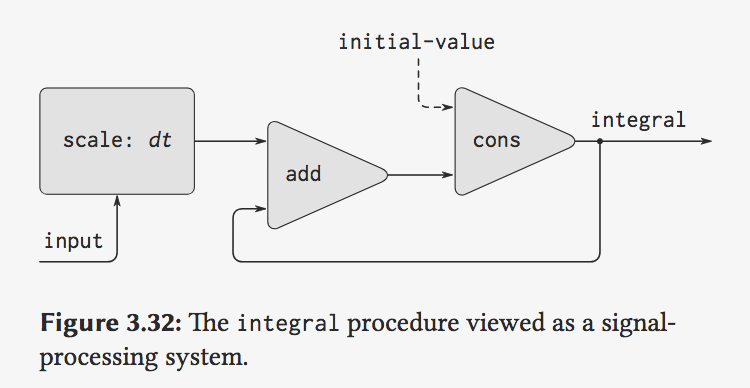 initial-value
scale: dt
add
cons
integral
input
Figure 3.32: The integral procedure viewed as a signal-
processing system.